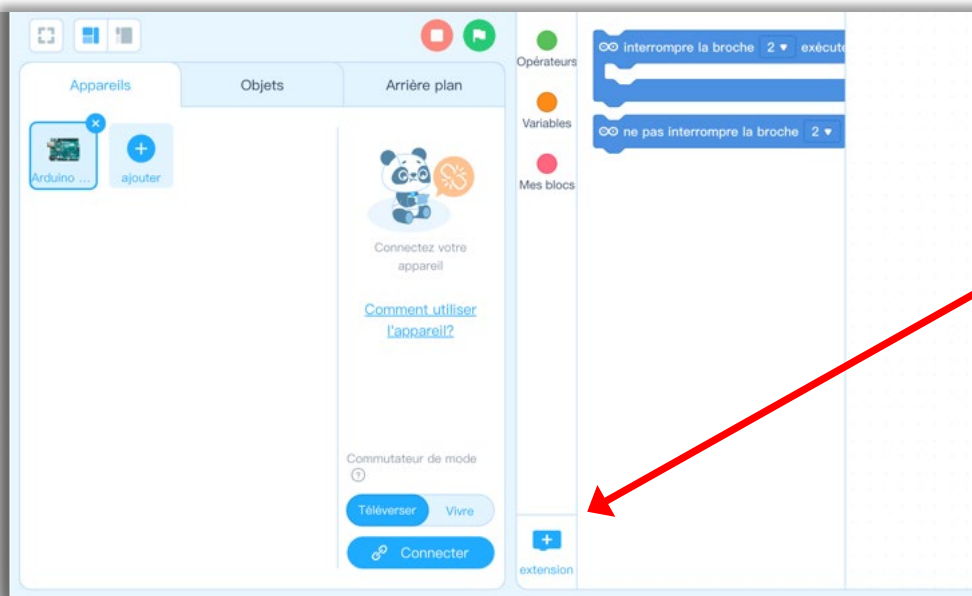 Appareils
Objets
Arrière plan
Arduino ...
ajouter
Connectez votre
appareil
Comment utiliser
l'appareil?
Commutateur de mode
Téléverser
Vivre
Connecter
Opérateurs
Variables
Mes blocs
extension
interrompre la broche 2 exécute
ne pas interrompre la broche 2